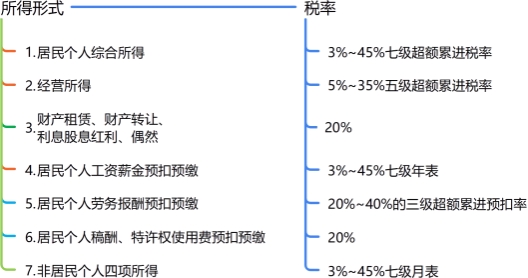 所得形式 税率
1.居民个人综合所得 3%~45%七级超额累进税率
2.经营所得 5%~35%五级超额累进税率
3.财产租赁、财产转让、
利息股息红利、偶然 20%
4.居民个人工资薪金预扣预缴 3%~45%七级年表
5.居民个人劳务报酬预扣预缴 20%~40%的三级超额累进预扣率
6.居民个人稿酬、特许权使用费预扣预缴 20%
7.非居民个人四项所得 3%~45%七级月表